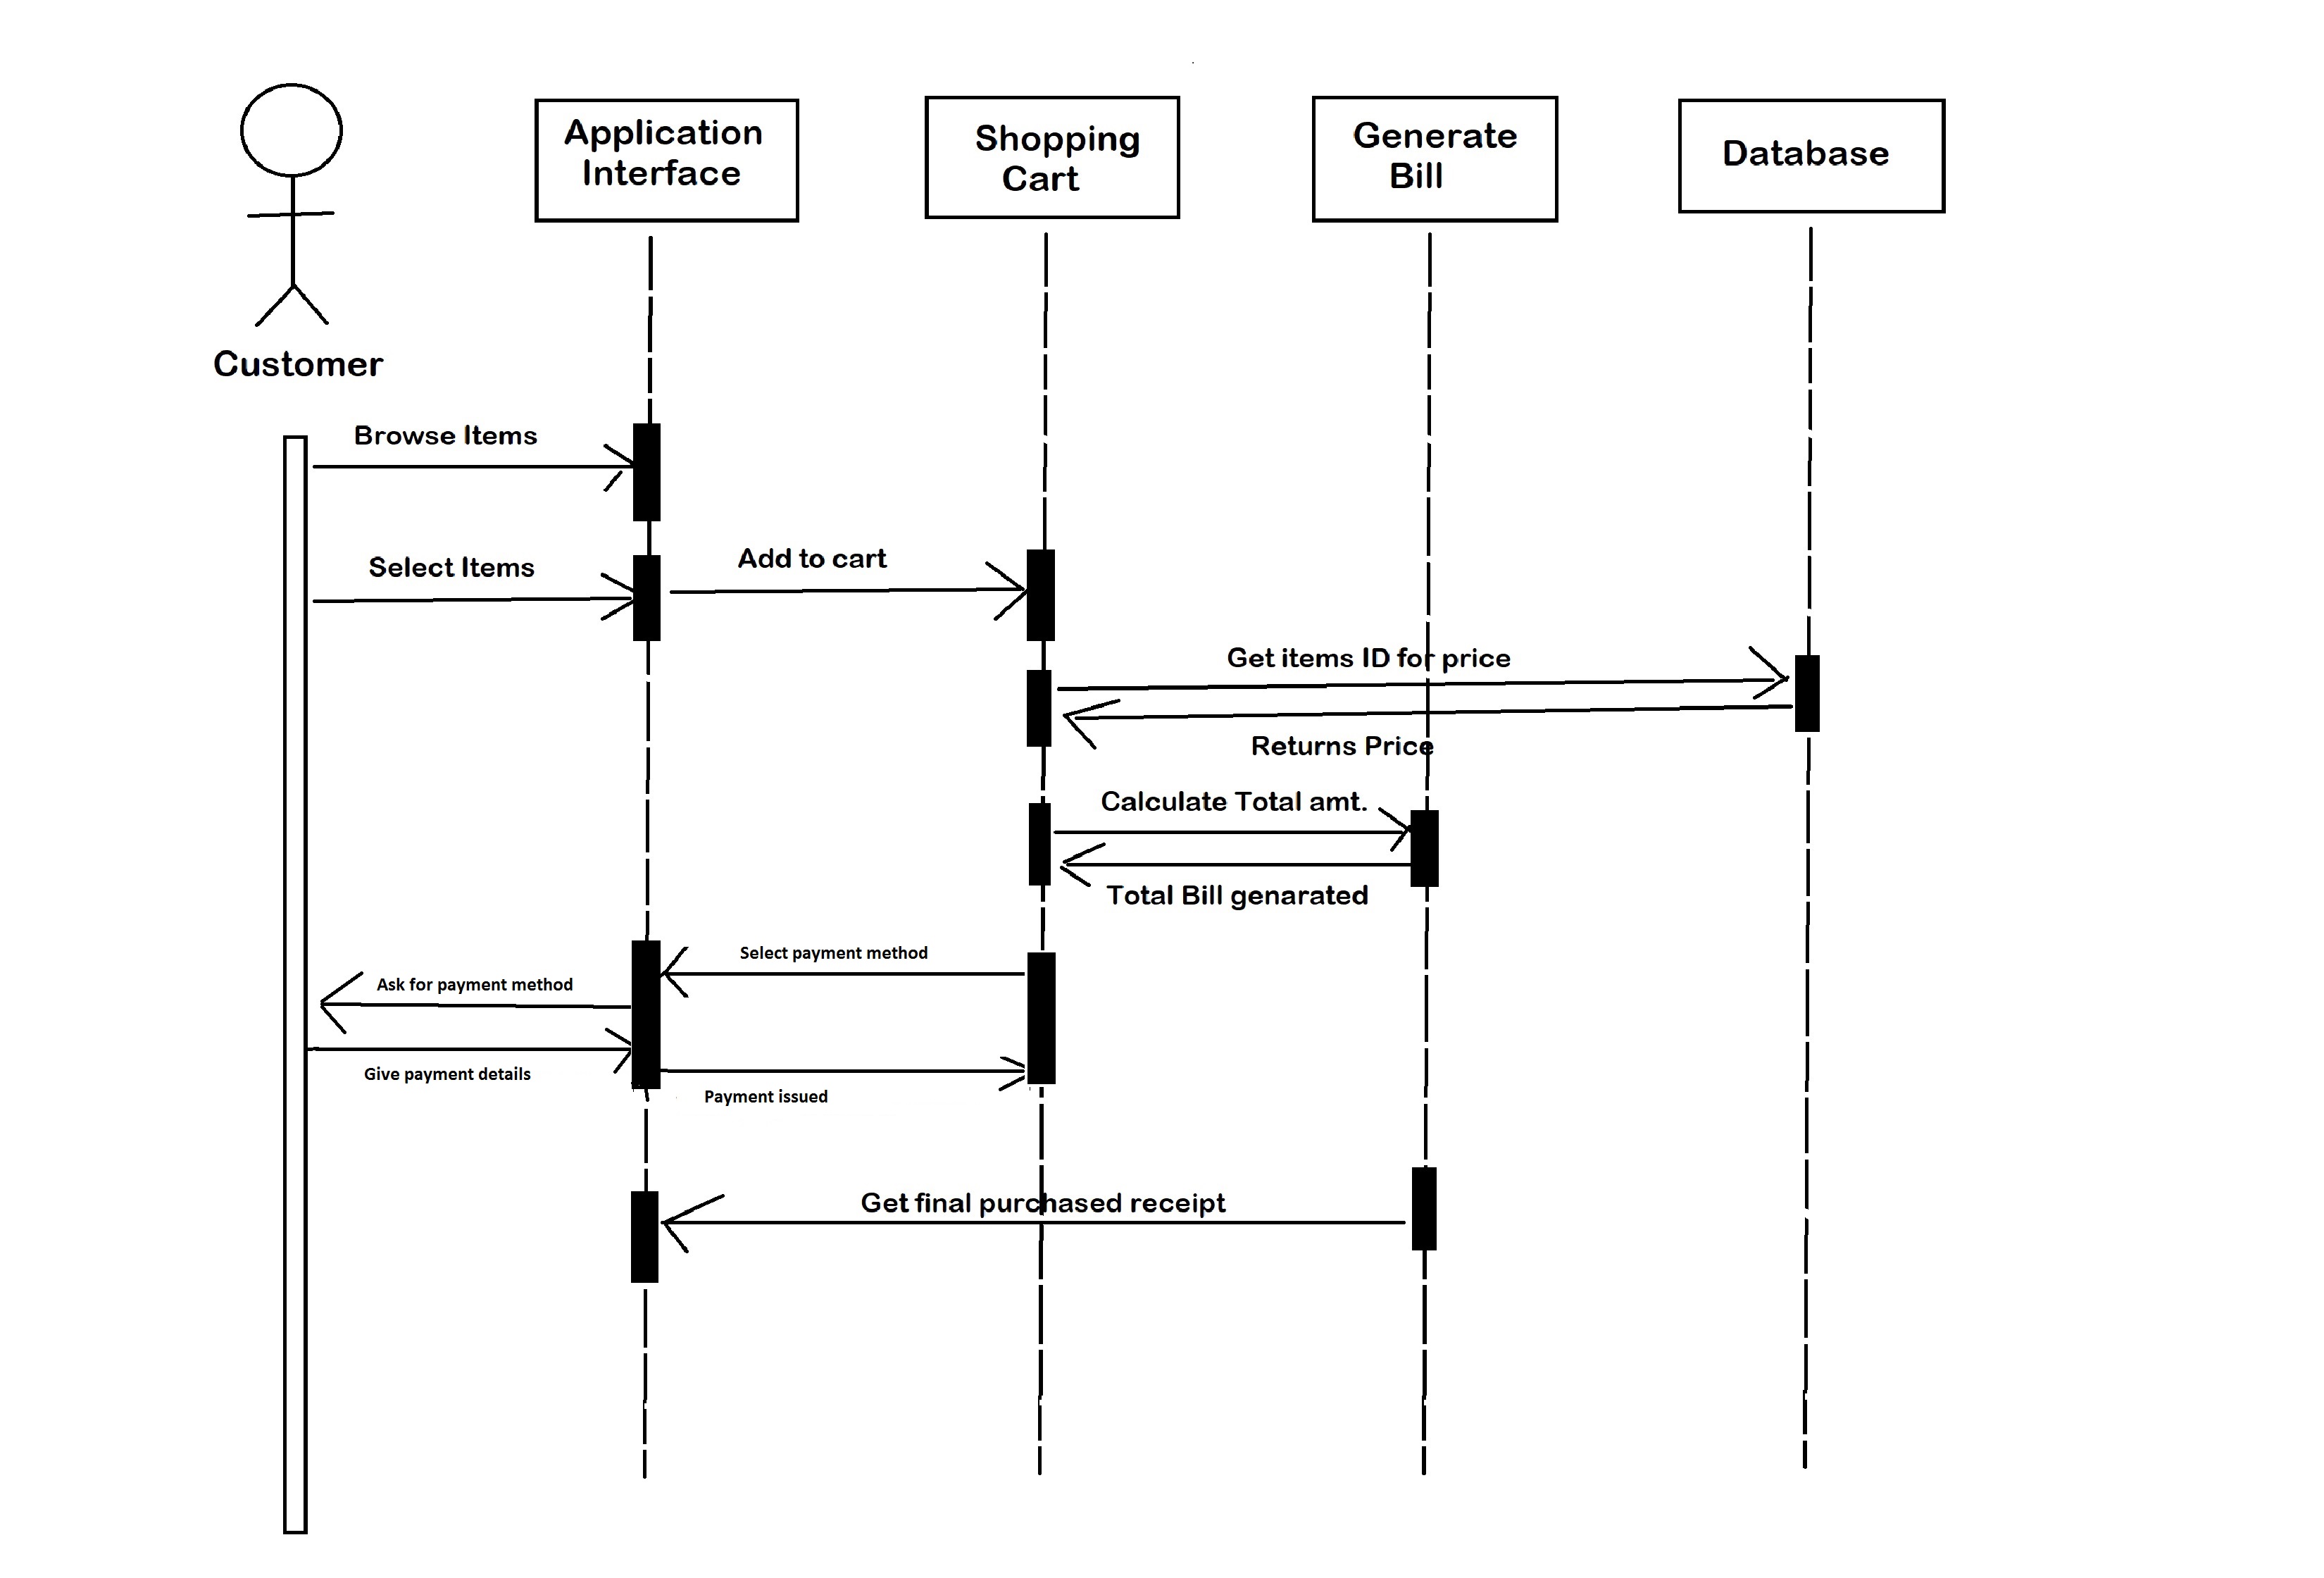 Application
Interface
Shopping
Cart
Generate
Bill
Database
Customer
Browse Items
Select Items
Add to cart
Get items ID for price
Returns Price
Calculate Total amt.
Total Bill genarated
Select payment method
Ask for payment method
Give payment details
Payment issued
Get final purchased receipt